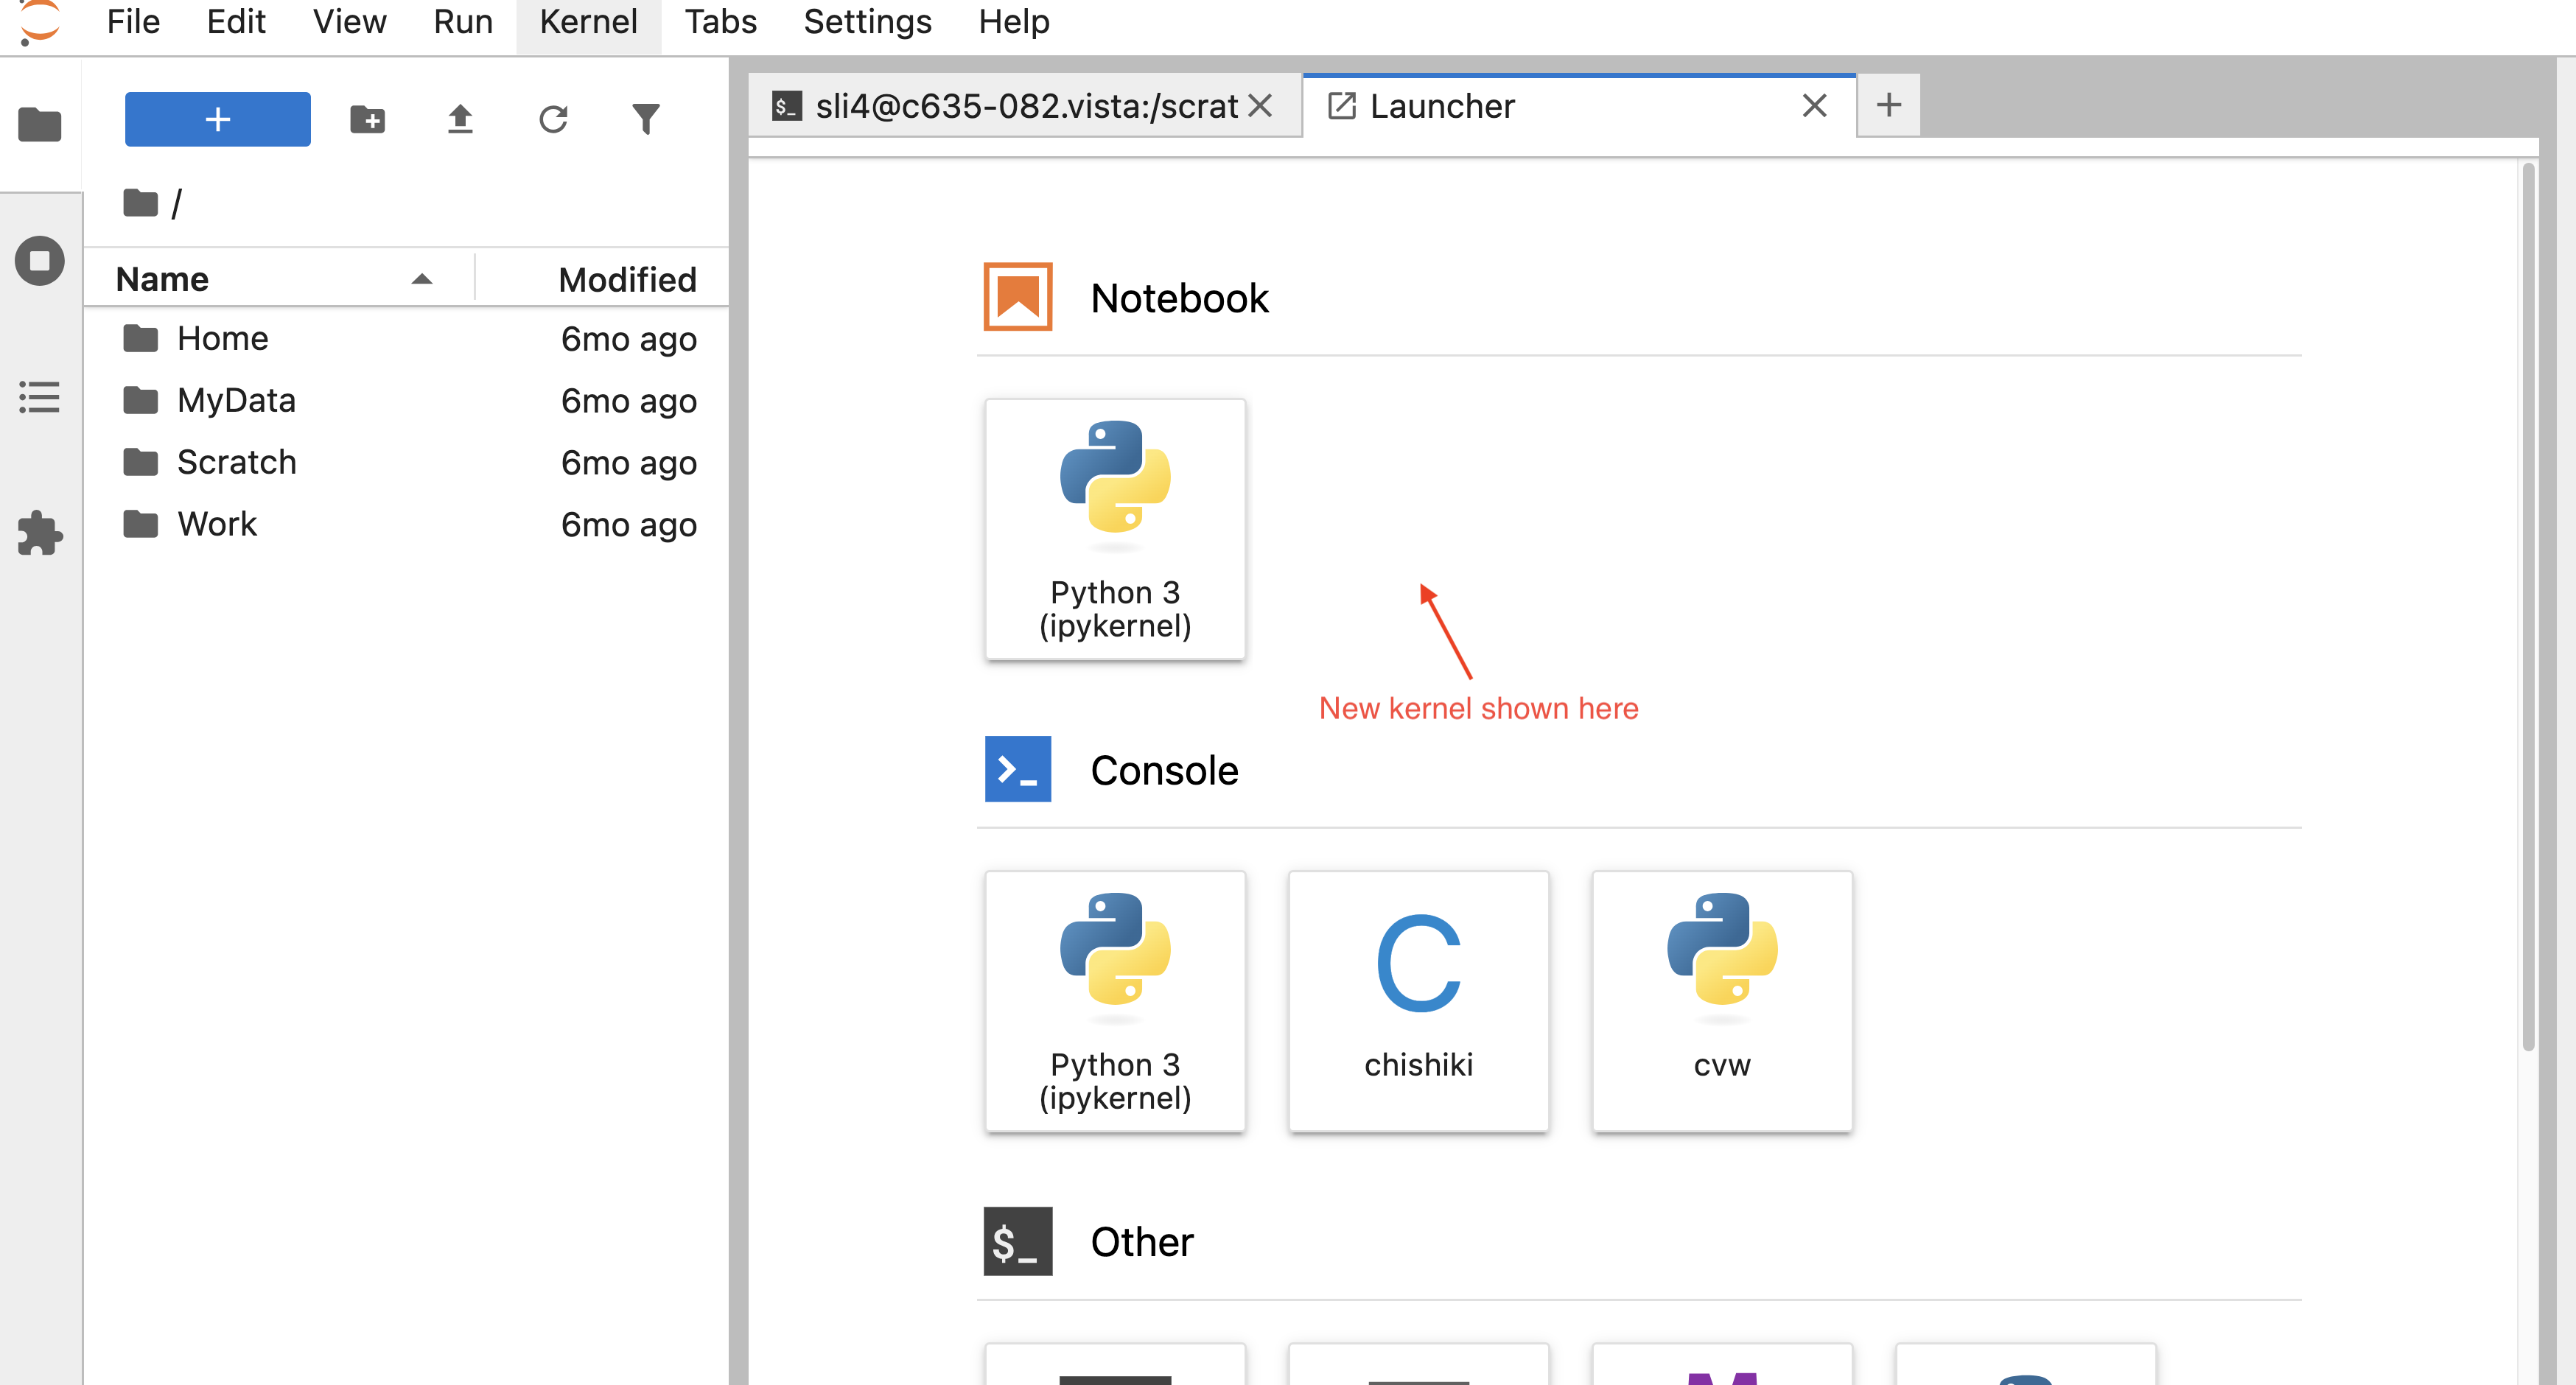 File Edit View Run Kernel Tabs Settings Help
sli4@c635-082.vista:/scrat
Launcher
/
Name Modified
Home 6mo ago
MyData 6mo ago
Scratch 6mo ago
Work 6mo ago
Notebook
Python 3
(ipykernel)
New kernel shown here
>_ Console
Python 3
(ipykernel)
C
chishiki
cvw
$_ Other